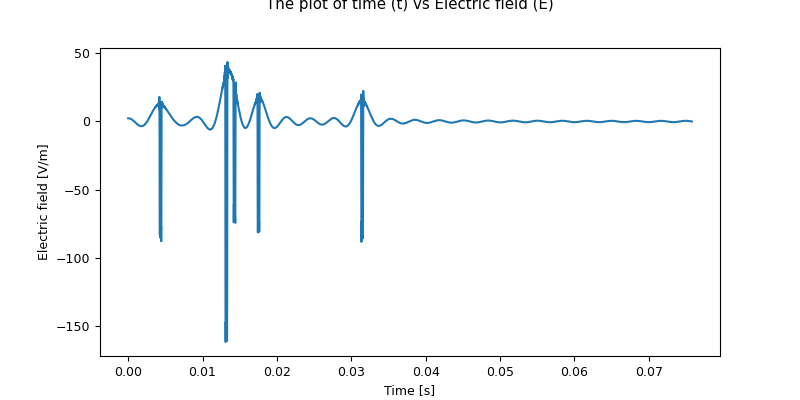 The plot of time (t) vs Electric field (E)
Electric field [V/m]
50
0
−50
−100
−150
0.00 0.01 0.02 0.03 0.04 0.05 0.06 0.07
Time [s]